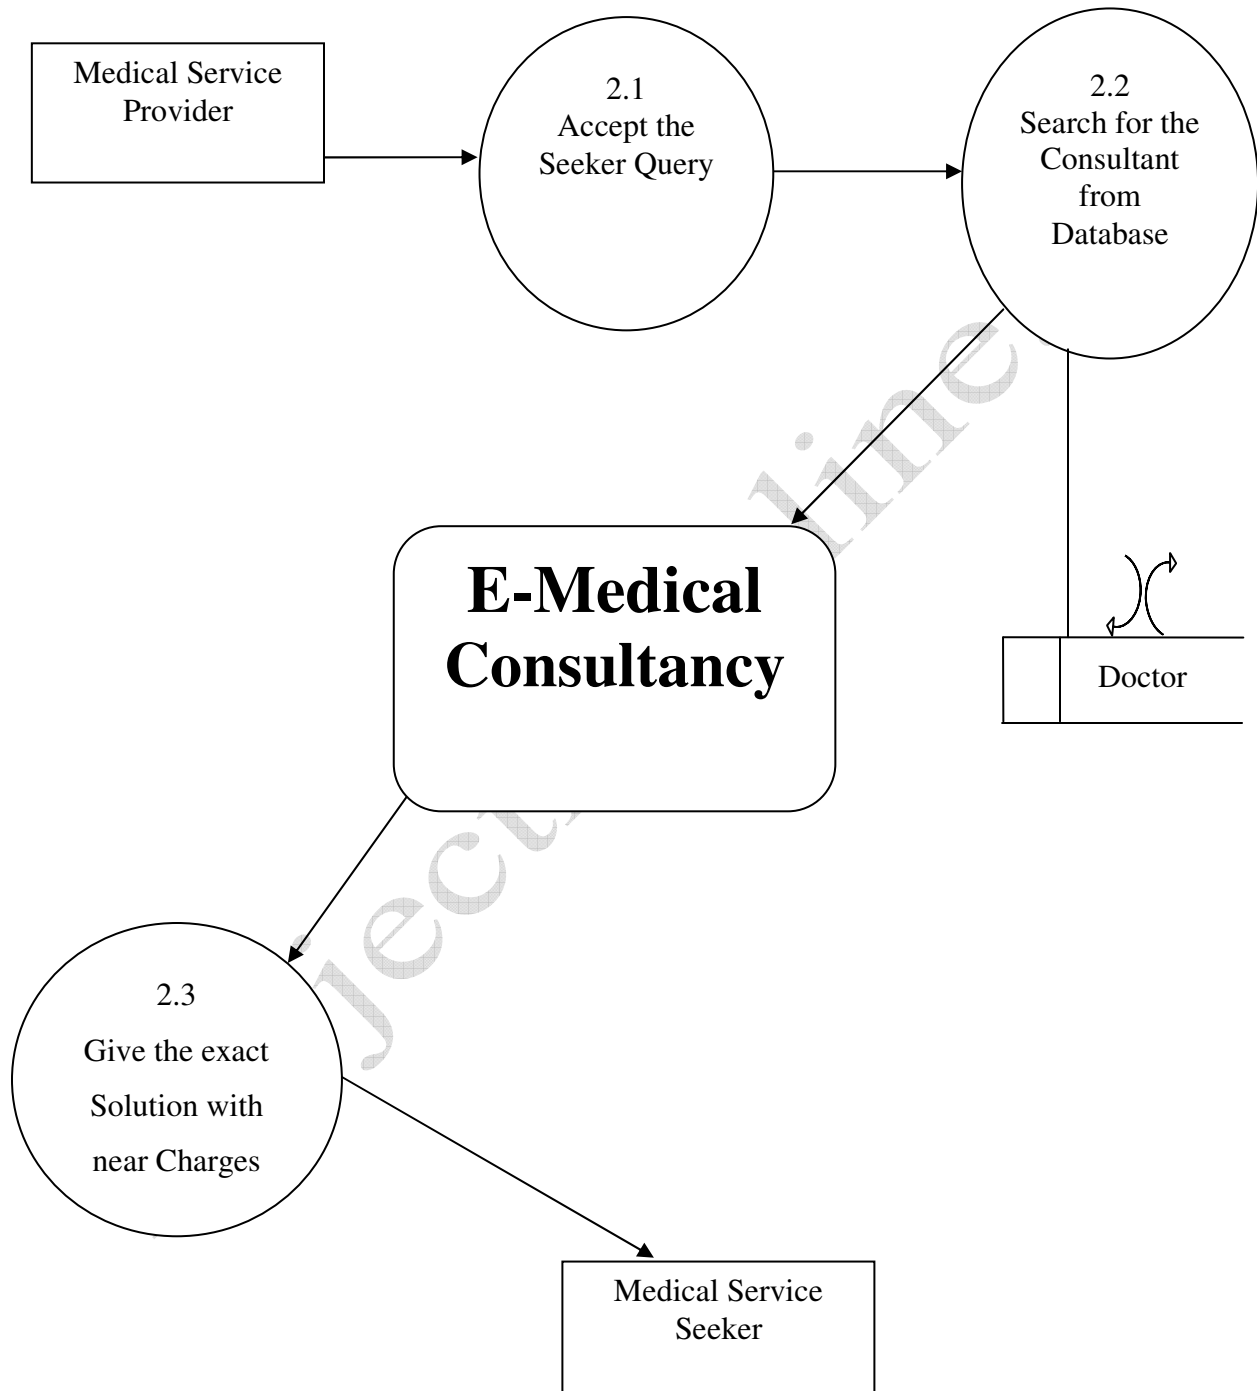 Medical Service
Provider
2.1
Accept the
Seeker Query
2.2
Search for the
Consultant
from
Database
E-Medical
Consultancy
Doctor
2.3
Give the exact
Solution with
near Charges
Medical Service
Seeker